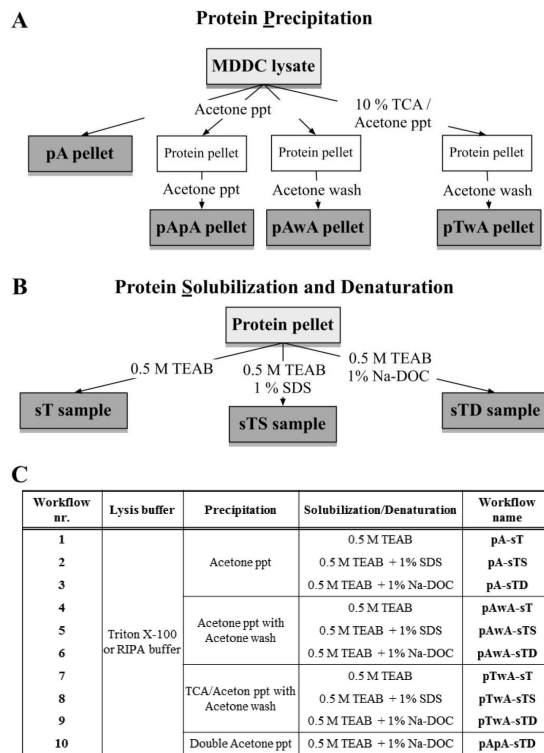 A
Protein Precipitation
MDDC lysate
Acetone ppt
10 % TCA /
Acetone ppt
pA pellet
Protein pellet
Protein pellet
Protein pellet
Acetone ppt
Acetone wash
Acetone wash
pApA pellet
pAwA pellet
pTwA pellet
B
Protein Solubilization and Denaturation
Protein pellet
0.5 M TEAB
0.5 M TEAB
1 % SDS
0.5 M TEAB
1% Na-DOC
sT sample
sTS sample
sTD sample
C
Workflow nr. Lysis buffer Precipitation Solubilization/Denaturation Workflow name
1 0.5 M TEAB pA-sT
2 Acetone ppt 0.5 M TEAB + 1% SDS pA-sTS
3 0.5 M TEAB + 1% Na-DOC pA-sTD
4 0.5 M TEAB pAwA-sT
5 Triton X-100 or RIPA buffer Acetone ppt with Acetone wash 0.5 M TEAB + 1% SDS pAwA-sTS
6 0.5 M TEAB + 1% Na-DOC pAwA-sTD
7 0.5 M TEAB pTwA-sT
8 TCA/Aceton ppt with Acetone wash 0.5 M TEAB + 1% SDS pTwA-sTS
9 0.5 M TEAB + 1% Na-DOC pTwA-sTD
10 Double Acetone ppt 0.5 M TEAB + 1% Na-DOC pApA-sTD